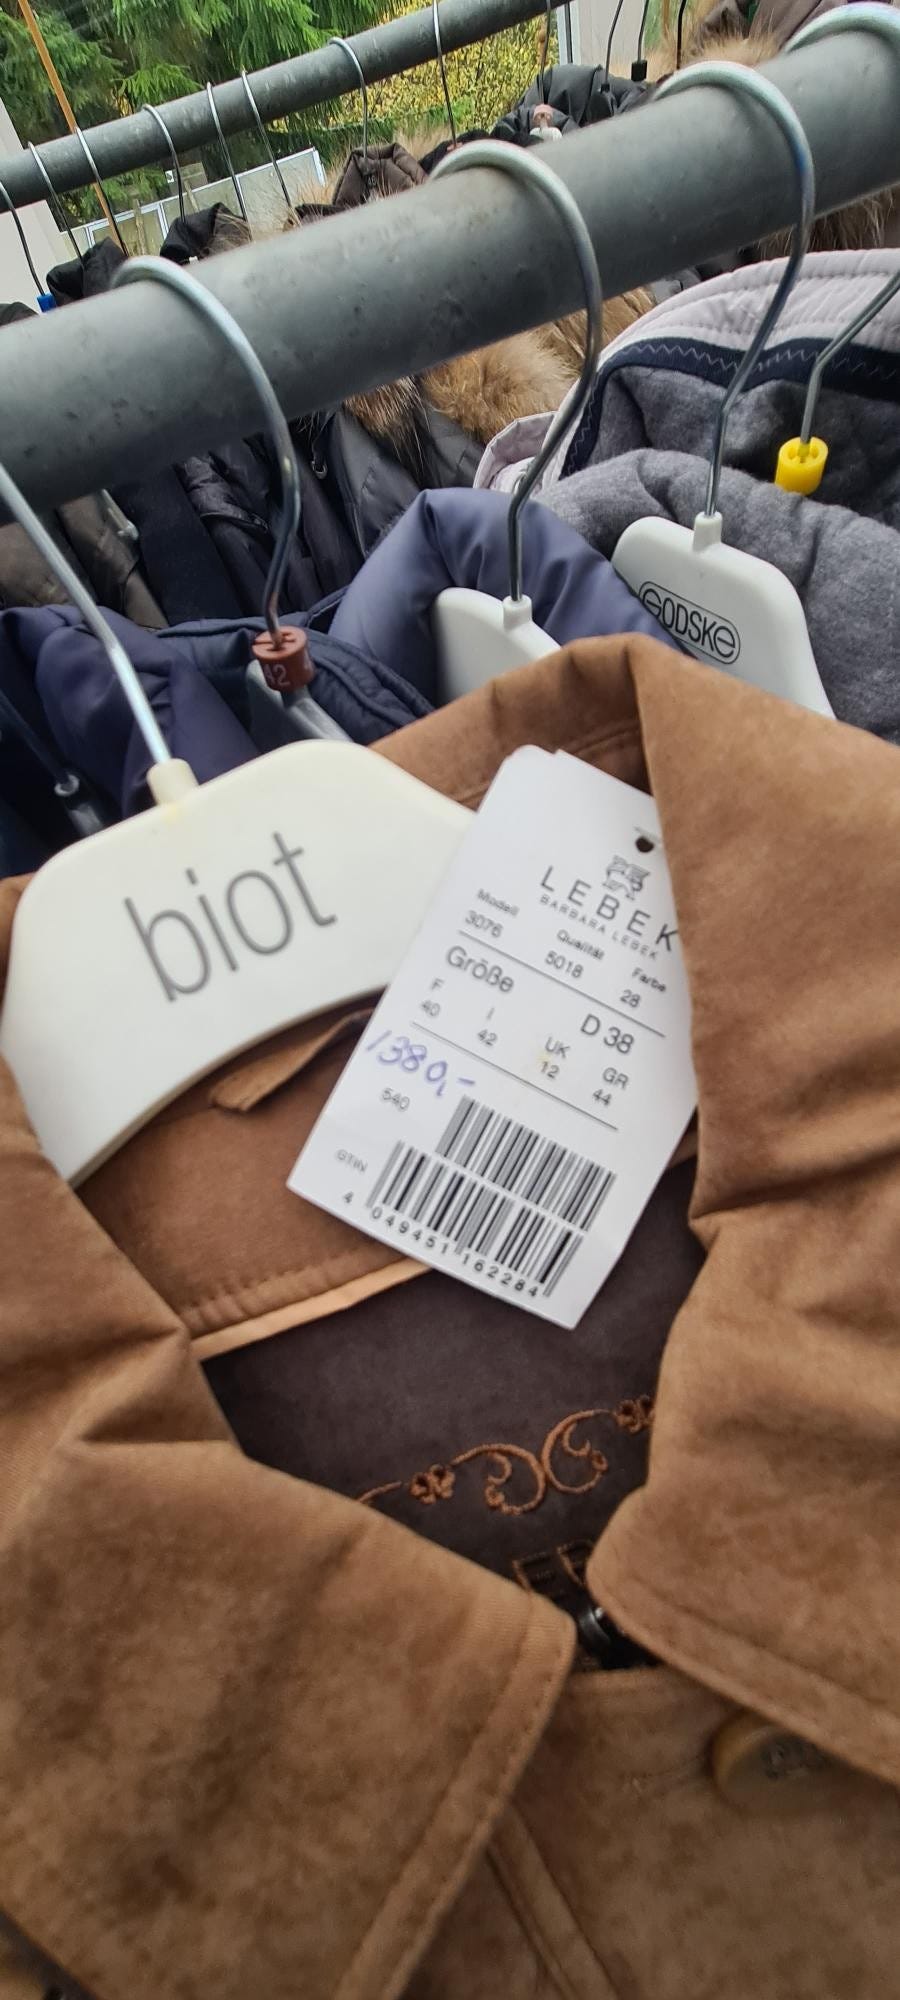 42
GODSKE
biot
LEBEK
BARBARA LEBEK
Modell Qualität Farbe
3076 5018 28
Größe D 38
F I UK GR
40 42 12 44
1380,-
540
GTIN
4 049451 162284